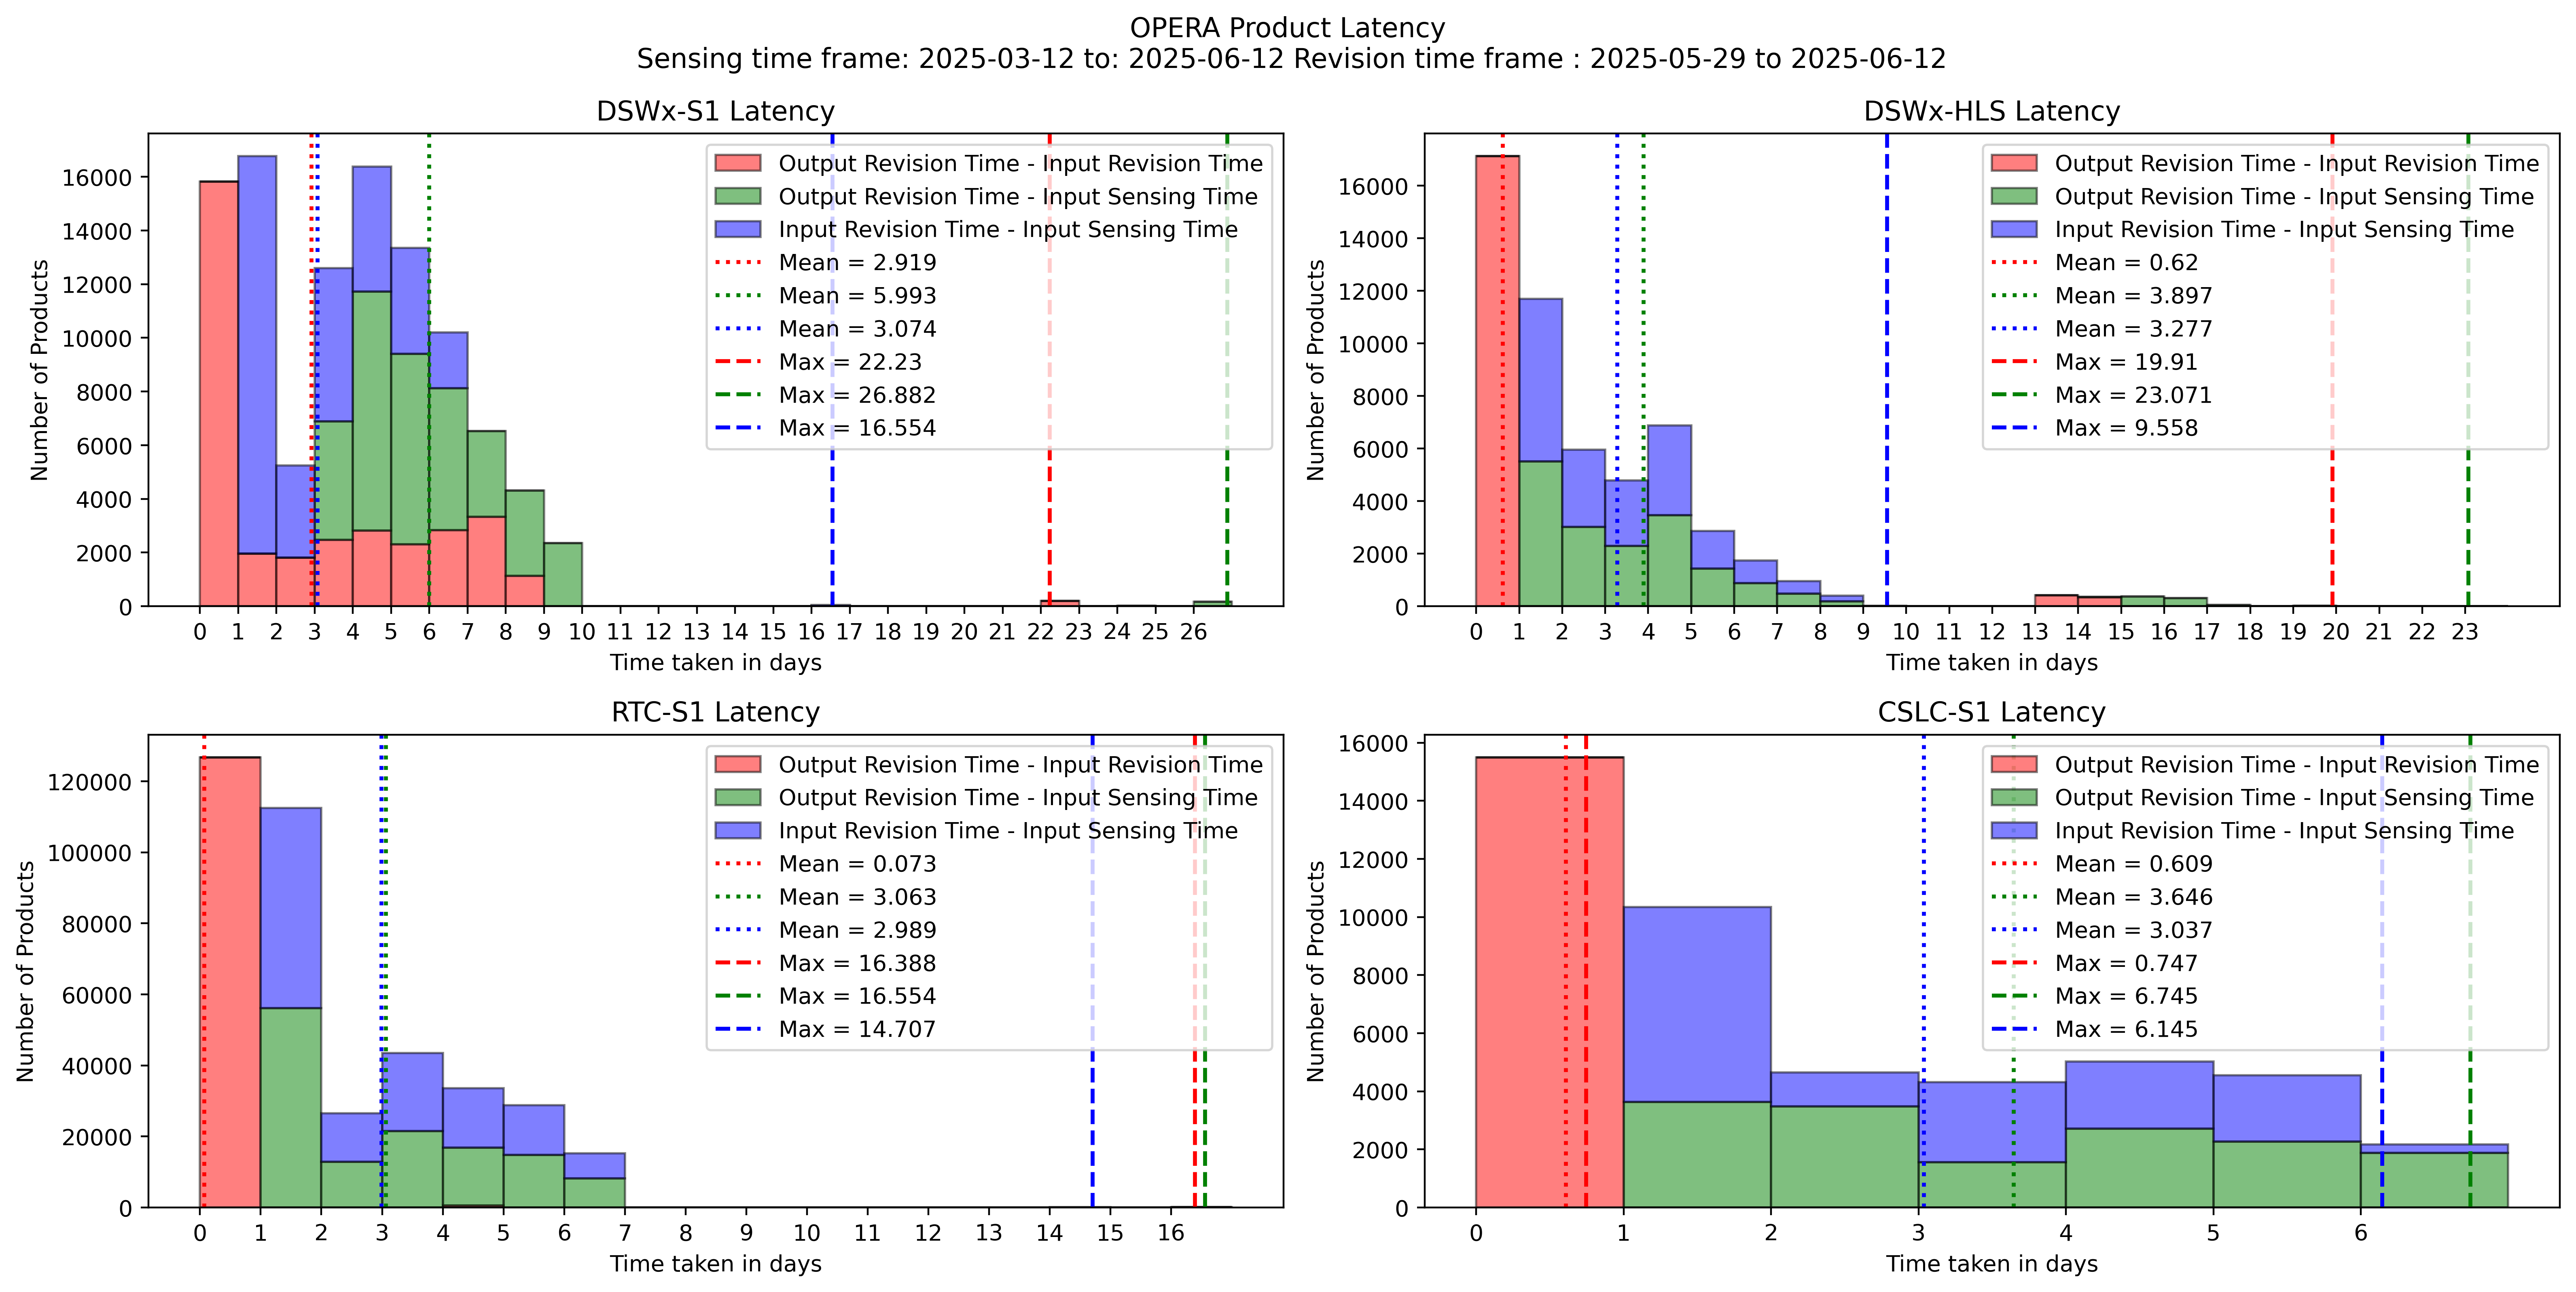 OPERA Product Latency
Sensing time frame: 2025-03-12 to: 2025-06-12 Revision time frame : 2025-05-29 to 2025-06-12
DSWx-S1 Latency
Number of Products
16000
14000
12000
10000
8000
6000
4000
2000
0
Output Revision Time - Input Revision Time
Output Revision Time - Input Sensing Time
Input Revision Time - Input Sensing Time
Mean = 2.919
Mean = 5.993
Mean = 3.074
Max = 22.23
Max = 26.882
Max = 16.554
0 1 2 3 4 5 6 7 8 9 10 11 12 13 14 15 16 17 18 19 20 21 22 23 24 25 26
Time taken in days
DSWx-HLS Latency
Number of Products
16000
14000
12000
10000
8000
6000
4000
2000
0
Output Revision Time - Input Revision Time
Output Revision Time - Input Sensing Time
Input Revision Time - Input Sensing Time
Mean = 0.62
Mean = 3.897
Mean = 3.277
Max = 19.91
Max = 23.071
Max = 9.558
0 1 2 3 4 5 6 7 8 9 10 11 12 13 14 15 16 17 18 19 20 21 22 23
Time taken in days
RTC-S1 Latency
Number of Products
120000
100000
80000
60000
40000
20000
0
Output Revision Time - Input Revision Time
Output Revision Time - Input Sensing Time
Input Revision Time - Input Sensing Time
Mean = 0.073
Mean = 3.063
Mean = 2.989
Max = 16.388
Max = 16.554
Max = 14.707
0 1 2 3 4 5 6 7 8 9 10 11 12 13 14 15 16
Time taken in days
CSLC-S1 Latency
Number of Products
16000
14000
12000
10000
8000
6000
4000
2000
0
Output Revision Time - Input Revision Time
Output Revision Time - Input Sensing Time
Input Revision Time - Input Sensing Time
Mean = 0.609
Mean = 3.646
Mean = 3.037
Max = 0.747
Max = 6.745
Max = 6.145
0 1 2 3 4 5 6
Time taken in days